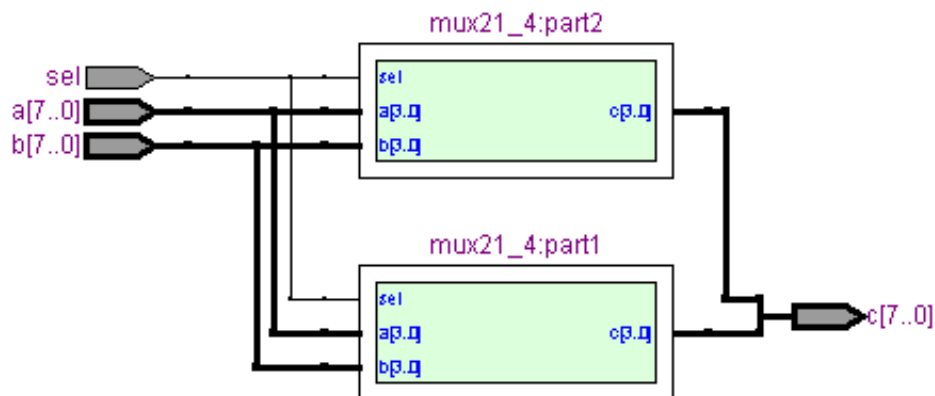 mux21_4:part2
sel
a[7..0]
b[7..0]
sel
a[3..0]
b[3..0]
c[3..0]
mux21_4:part1
sel
a[3..0]
b[3..0]
c[3..0]
c[7..0]